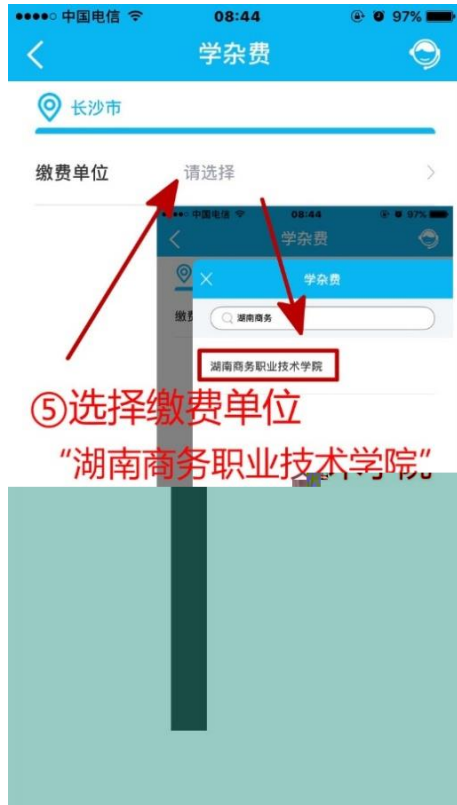 中国电信 08:44 97%
学杂费
长沙市
缴费单位 请选择
中国电信 08:44 97%
学杂费
学杂费
缴费
湖南商务
湖南商务职业技术学院
⑤选择缴费单位
“湖南商务职业技术学院”